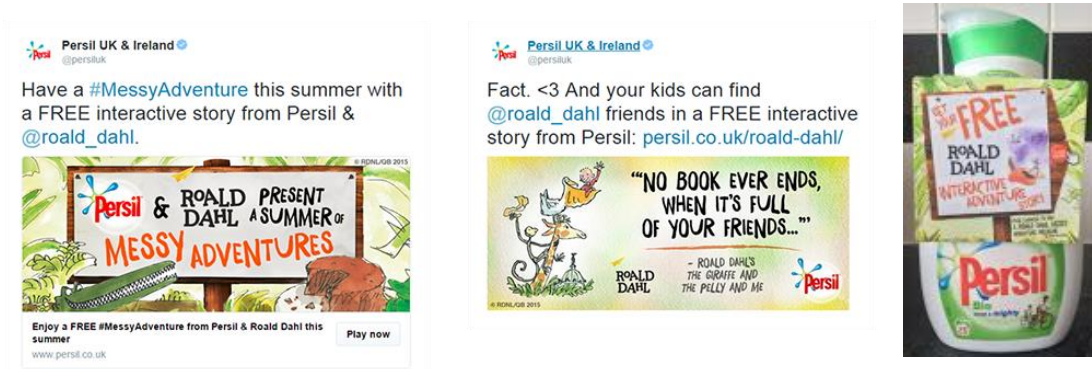 Persil
Persil UK & Ireland
@persiluk
Have a #MessyAdventure this summer with
a FREE interactive story from Persil &
@roald_dahl.
© RDNL/QB 2015
Persil & ROALD DAHL PRESENT
A SUMMER OF
MESSY ADVENTURES
Enjoy a FREE #MessyAdventure from Persil & Roald Dahl this
summer
Play now
www.persil.co.uk
Persil
Persil UK & Ireland
@persiluk
Fact. <3 And your kids can find
@roald_dahl friends in a FREE interactive
story from Persil: persil.co.uk/roald-dahl/
"'NO BOOK EVER ENDS,
WHEN IT'S FULL
OF YOUR FRIENDS..."'
- ROALD DAHL'S
THE GIRAFFE AND
THE PELLY AND ME
ROALD
DAHL
Persil
© RDNL/QB 2015
GET
YOUR FREE
ROALD
DAHL
INTERACTIVE
ADVENTURE
STORY
Persil
Bio